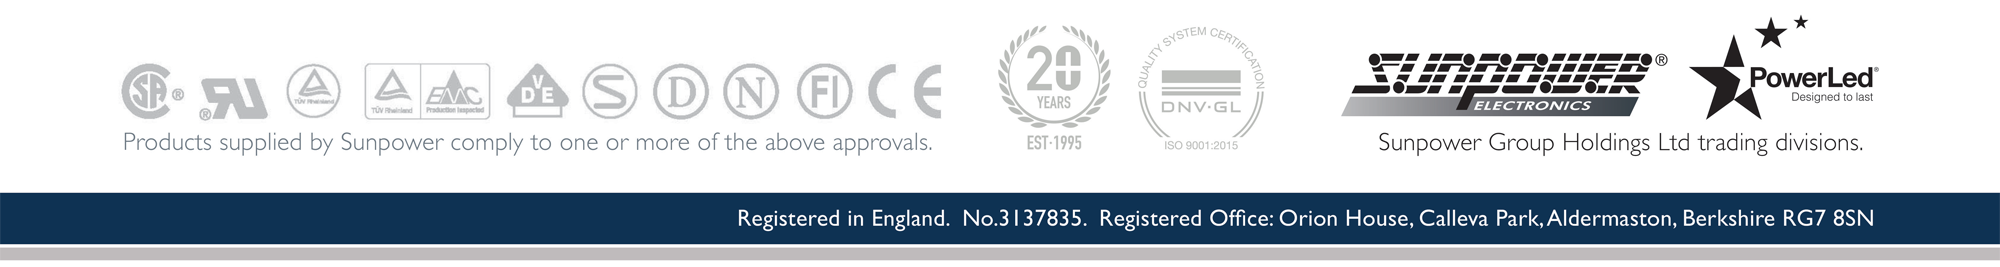 SA ®
® UR
TÜV Rheinland
TÜV Rheinland
EMC
Production Inspected
VDE
S
D
N
FI
CE
Products supplied by Sunpower comply to one or more of the above approvals.
20
YEARS
EST·1995
QUALITY SYSTEM CERTIFICATION
DNV·GL
ISO 9001:2015
SUNPOWER®
ELECTRONICS
PowerLed®
Designed to last
Sunpower Group Holdings Ltd trading divisions.
Registered in England. No.3137835. Registered Office: Orion House, Calleva Park, Aldermaston, Berkshire RG7 8SN